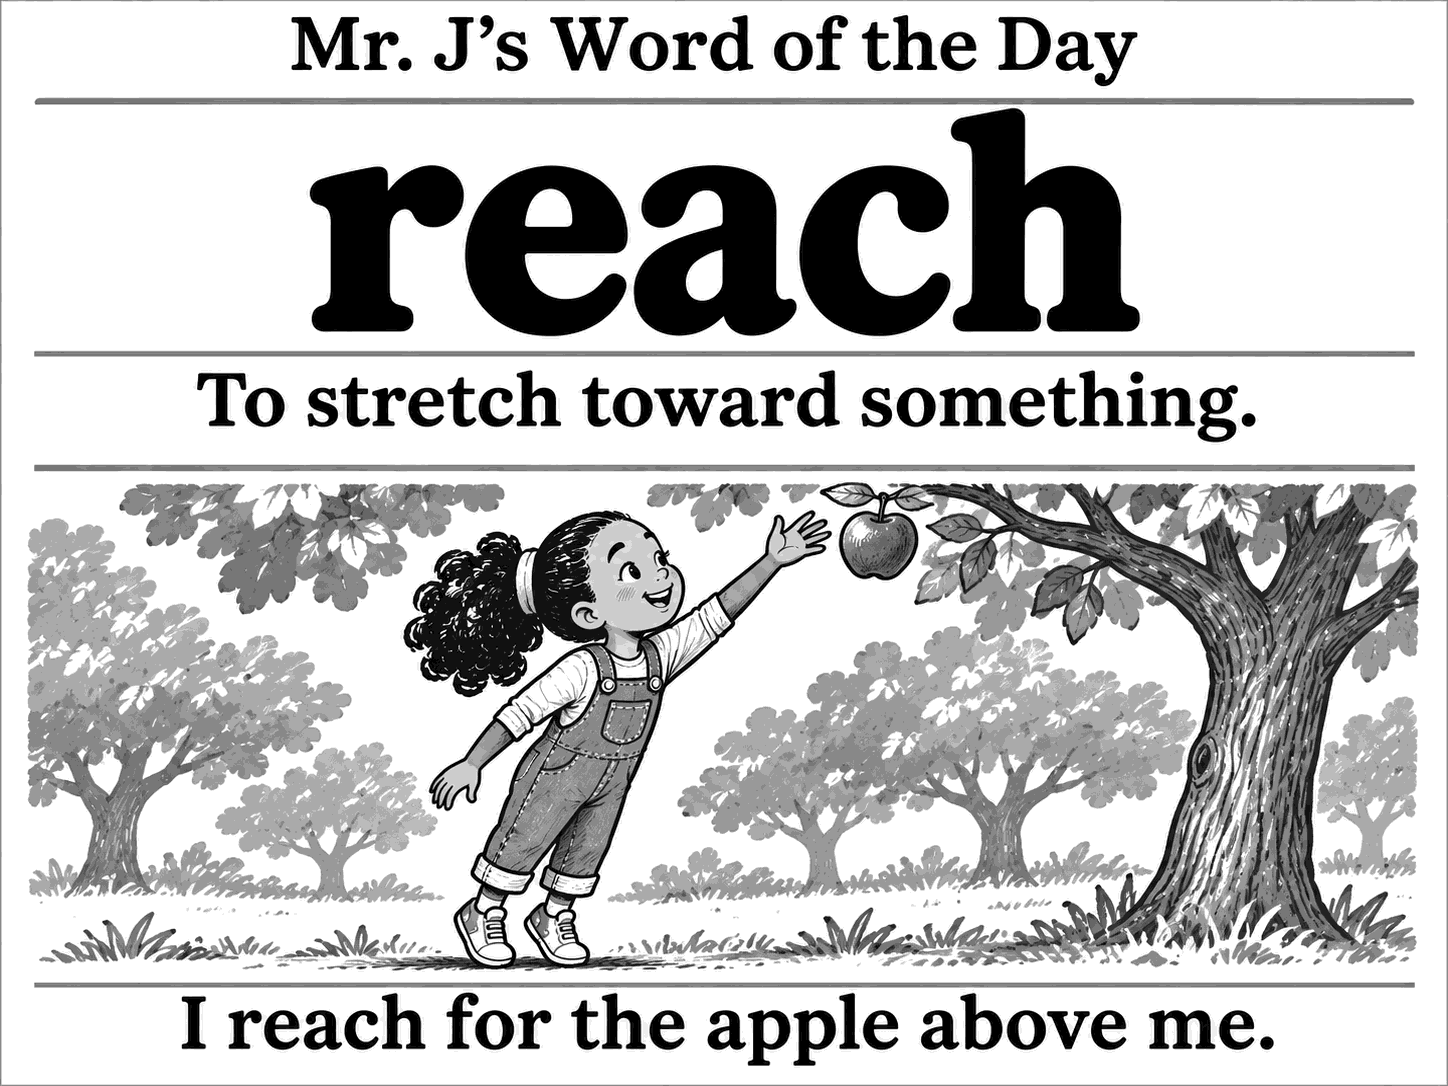 Mr. J’s Word of the Day
reach
To stretch toward something.
I reach for the apple above me.